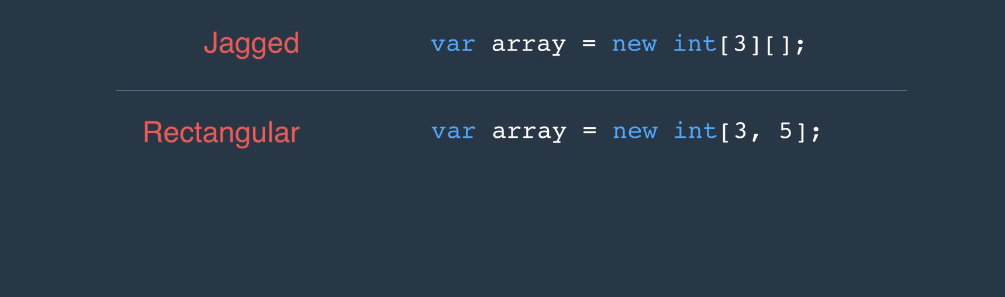 Jagged var array = new int[3][];
Rectangular var array = new int[3, 5];